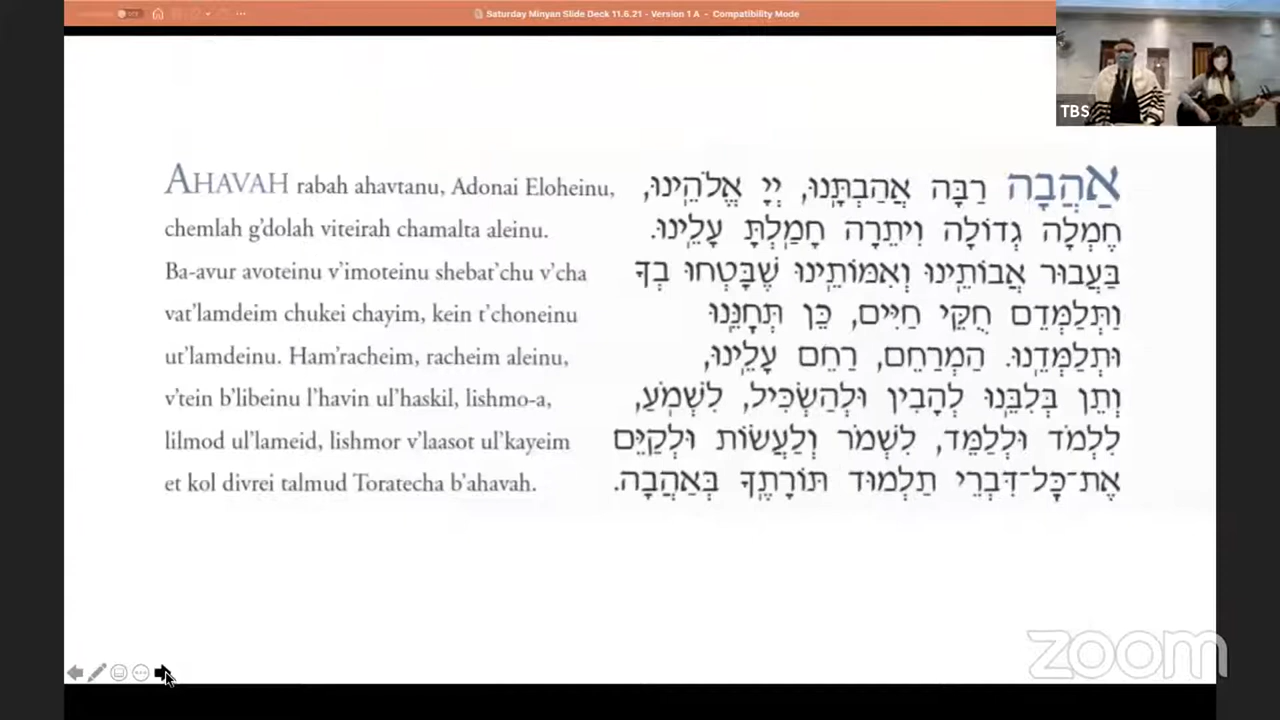 Saturday Minyan Slide Deck 11.6.21 - Version 1 A - Compatibility Mode
TBS
AHAVAH rabah ahavtanu, Adonai Eloheinu,
chemlah g'dolah viteirah chamalta aleinu.
Ba-avur avoteinu v'imoteinu shebat'chu v'cha
vat'lamdeim chukei chayim, kein t'choneinu
ut'lamdeinu. Ham'racheim, racheim aleinu,
v'tein b'libeinu l'havin ul'haskil, lishmo-a,
lilmod ul'lameid, lishmor v'laasot ul'kayeim
et kol divrei talmud Toratecha b'ahavah.
אַהֲבָה רַבָּה אֲהַבְתָּֽנוּ, יְיָ אֱלֹהֵֽינוּ,
חֶמְלָה גְדוֹלָה וִיתֵרָה חָמַֽלְתָּ עָלֵֽינוּ.
בַּעֲבוּר אֲבוֹתֵֽינוּ וְאִמּוֹתֵֽינוּ שֶׁבָּטְחוּ בְךָ
וַתְּלַמְּדֵם חֻקֵּי חַיִּים, כֵּן תְּחָנֵּֽנוּ
וּתְלַמְּדֵֽנוּ. הַמְרַחֵם, רַחֵם עָלֵֽינוּ,
וְתֵן בְּלִבֵּֽנוּ לְהָבִין וּלְהַשְׂכִּיל, לִשְׁמֹֽעַ,
לִלְמֹד וּלְלַמֵּד, לִשְׁמֹר וְלַעֲשׂוֹת וּלְקַיֵּם
אֶת־כׇּל־דִּבְרֵי תַלְמוּד תּוֹרָתֶֽךָ בְּאַהֲבָה.
zoom